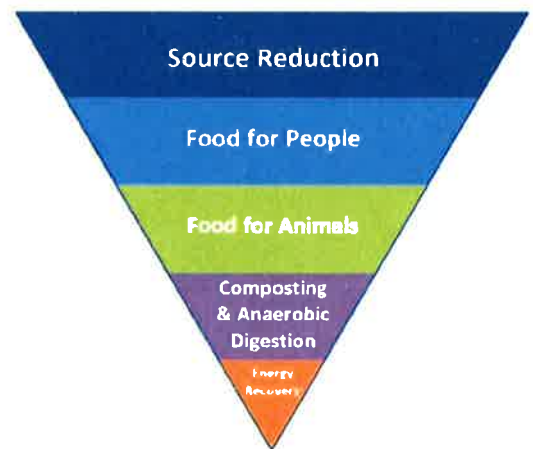 Source Reduction
Food for People
Food for Animals
Composting
& Anaerobic
Digestion
Energy
Recovery